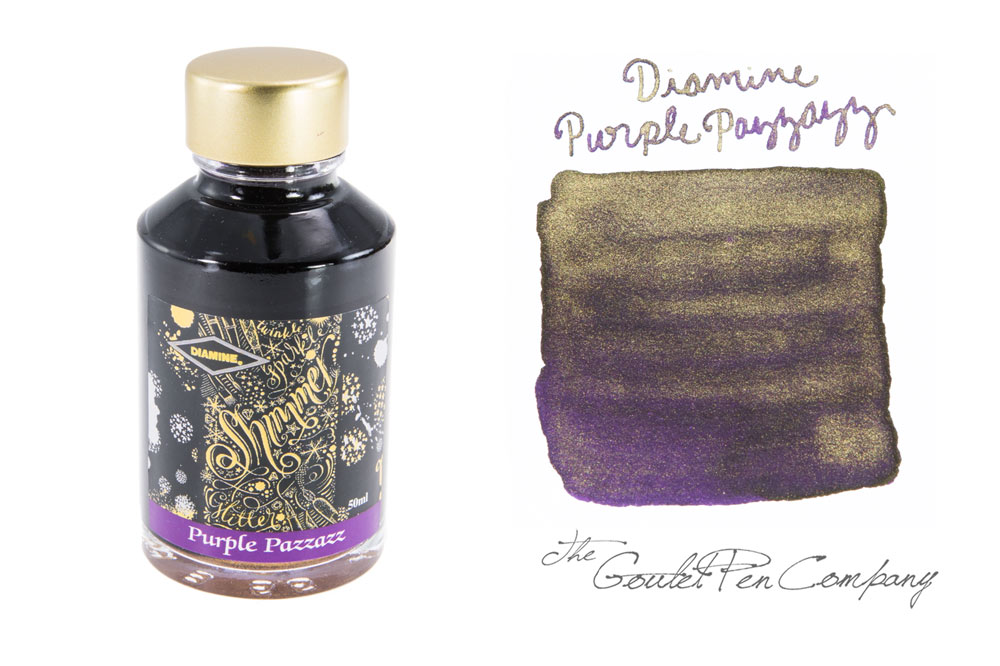 DIAMINE®
twinkle
Sparkle
Shimmer
Glitter
50ml
Purple Pazzazz
Diamine
Purple Pazzazz
The
Goulet Pen Company